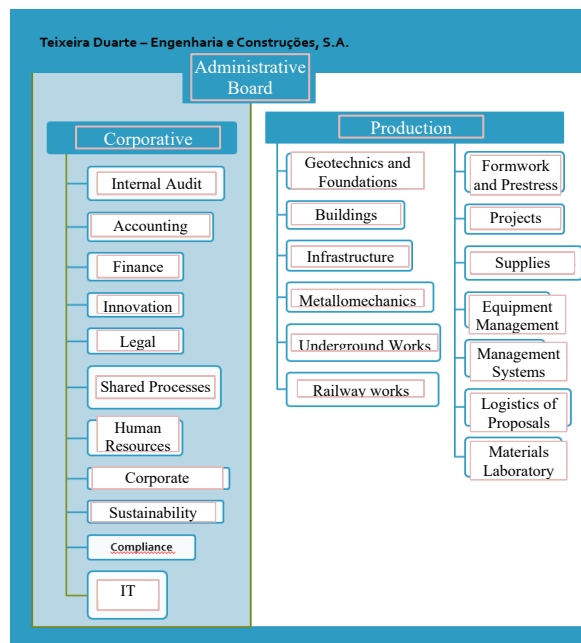 Teixeira Duarte – Engenharia e Construções, S.A.
Administrative
Board
Corporative
Internal Audit
Accounting
Finance
Innovation
Legal
Shared Processes
Human
Resources
Corporate
Sustainability
Compliance
IT
Production
Geotechnics and
Foundations
Buildings
Infrastructure
Metallomechanics
Underground Works
Railway works
Formwork
and Prestress
Projects
Supplies
Equipment
Management
Management
Systems
Logistics of
Proposals
Materials
Laboratory